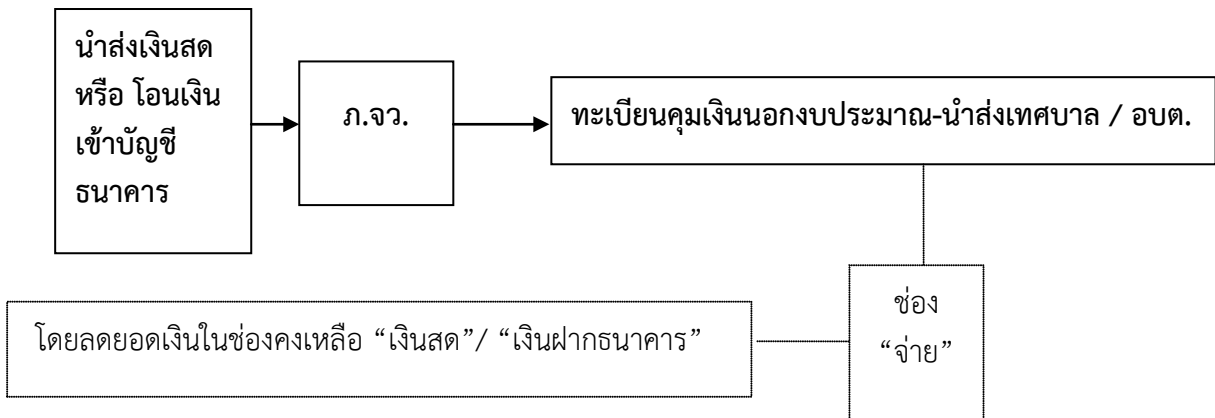 นำส่งเงินสด
หรือ โอนเงิน
เข้าบัญชี
ธนาคาร
ภ.จว.
ทะเบียนคุมเงินนอกงบประมาณ-นำส่งเทศบาล / อบต.
ช่อง
“จ่าย”
โดยลดยอดเงินในช่องคงเหลือ “เงินสด”/ “เงินฝากธนาคาร”